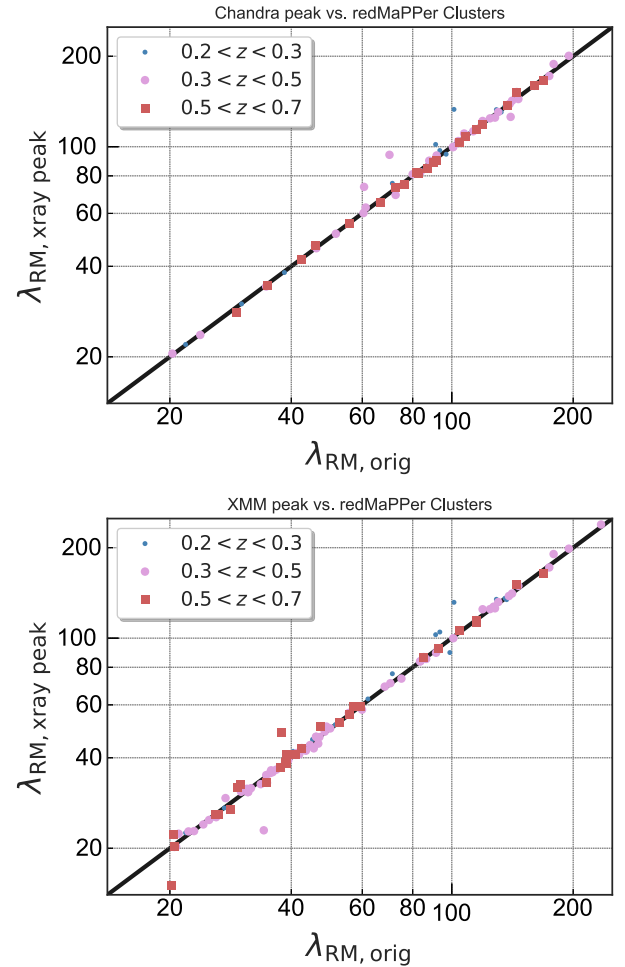 Chandra peak vs. redMaPPer Clusters
0.2 < z < 0.3
0.3 < z < 0.5
0.5 < z < 0.7
200
100
80
60
40
20
λRM, xray peak
20 40 60 80 100 200
λRM, orig
XMM peak vs. redMaPPer Clusters
0.2 < z < 0.3
0.3 < z < 0.5
0.5 < z < 0.7
200
100
80
60
40
20
λRM, xray peak
20 40 60 80 100 200
λRM, orig